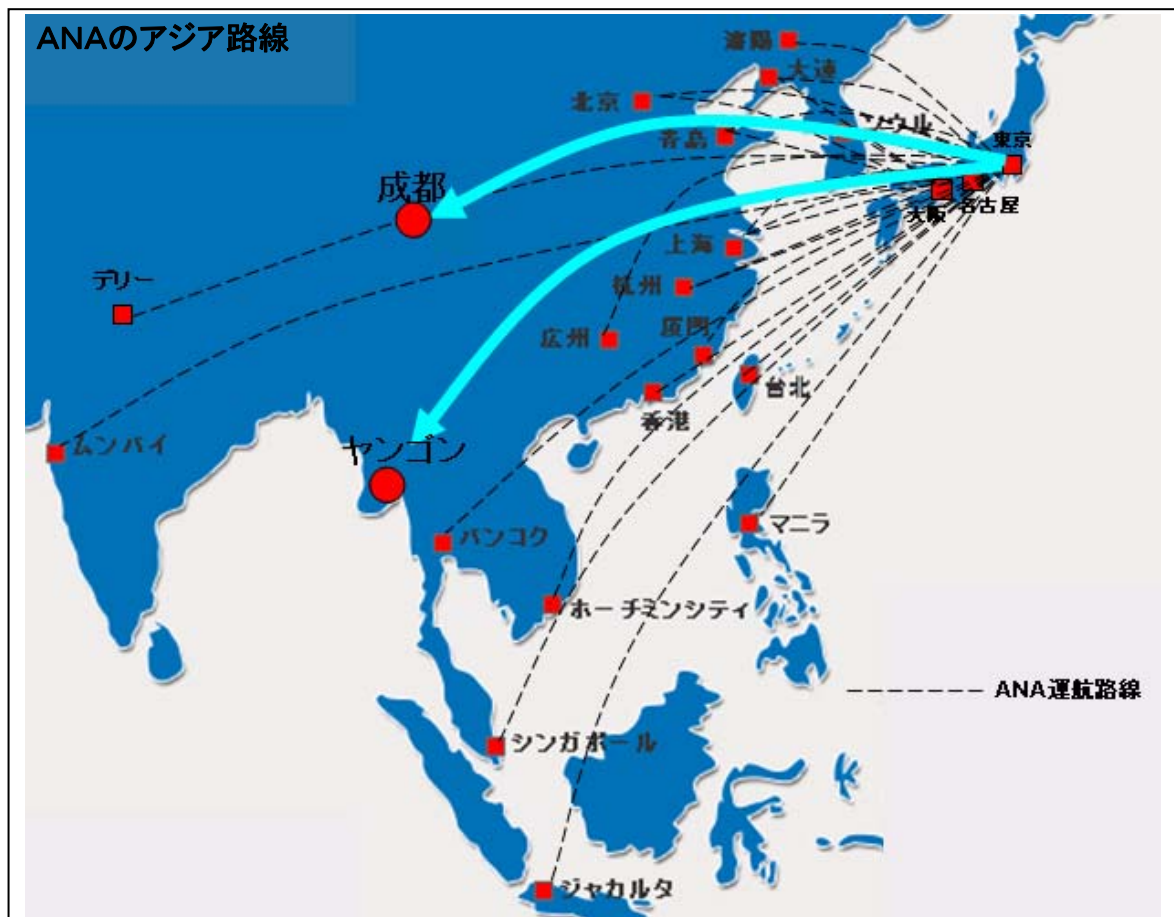 ANAのアジア路線
瀋陽
大連
北京
青島
ソウル
東京
成都
大阪
名古屋
上海
デリー
杭州
厦門
広州
台北
香港
ムンバイ
ヤンゴン
マニラ
バンコク
ホーチミンシティ
ANA運航路線
シンガポール
ジャカルタ